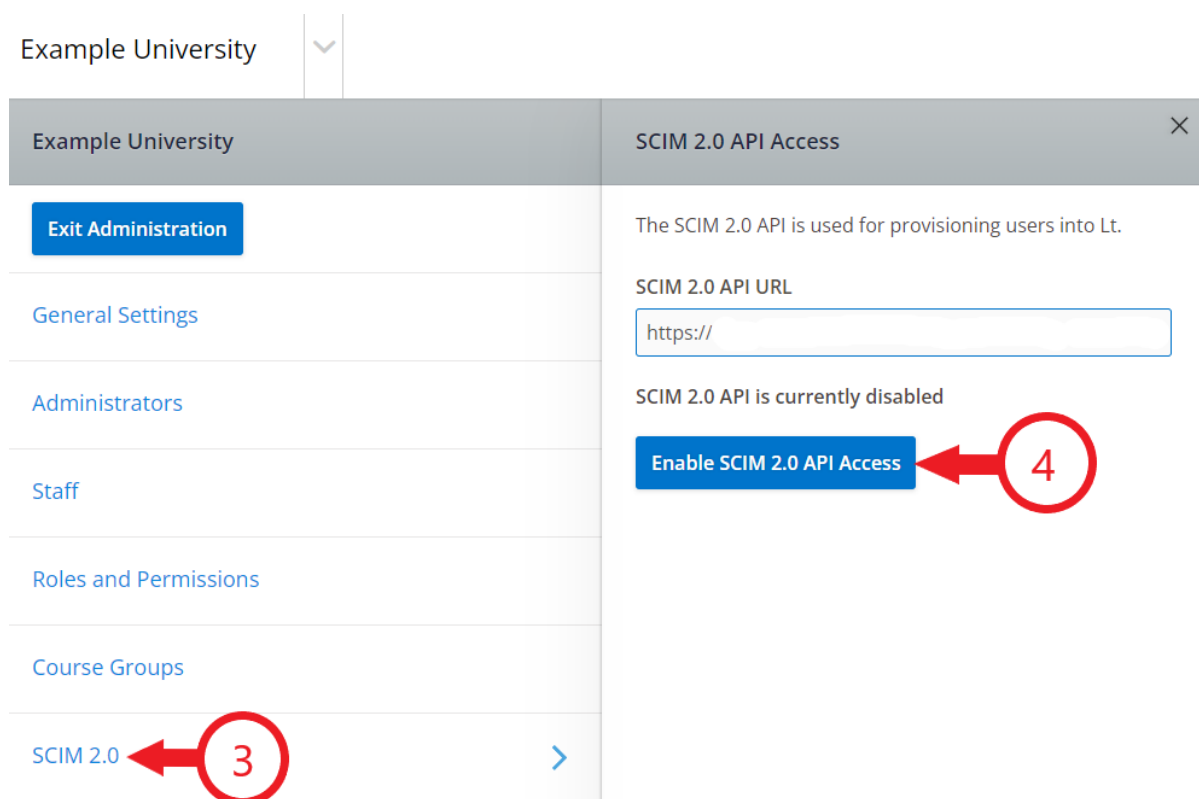 Example University
Example University
Exit Administration
General Settings
Administrators
Staff
Roles and Permissions
Course Groups
SCIM 2.0
3
SCIM 2.0 API Access
The SCIM 2.0 API is used for provisioning users into Lt.
SCIM 2.0 API URL
https://
SCIM 2.0 API is currently disabled
Enable SCIM 2.0 API Access
4